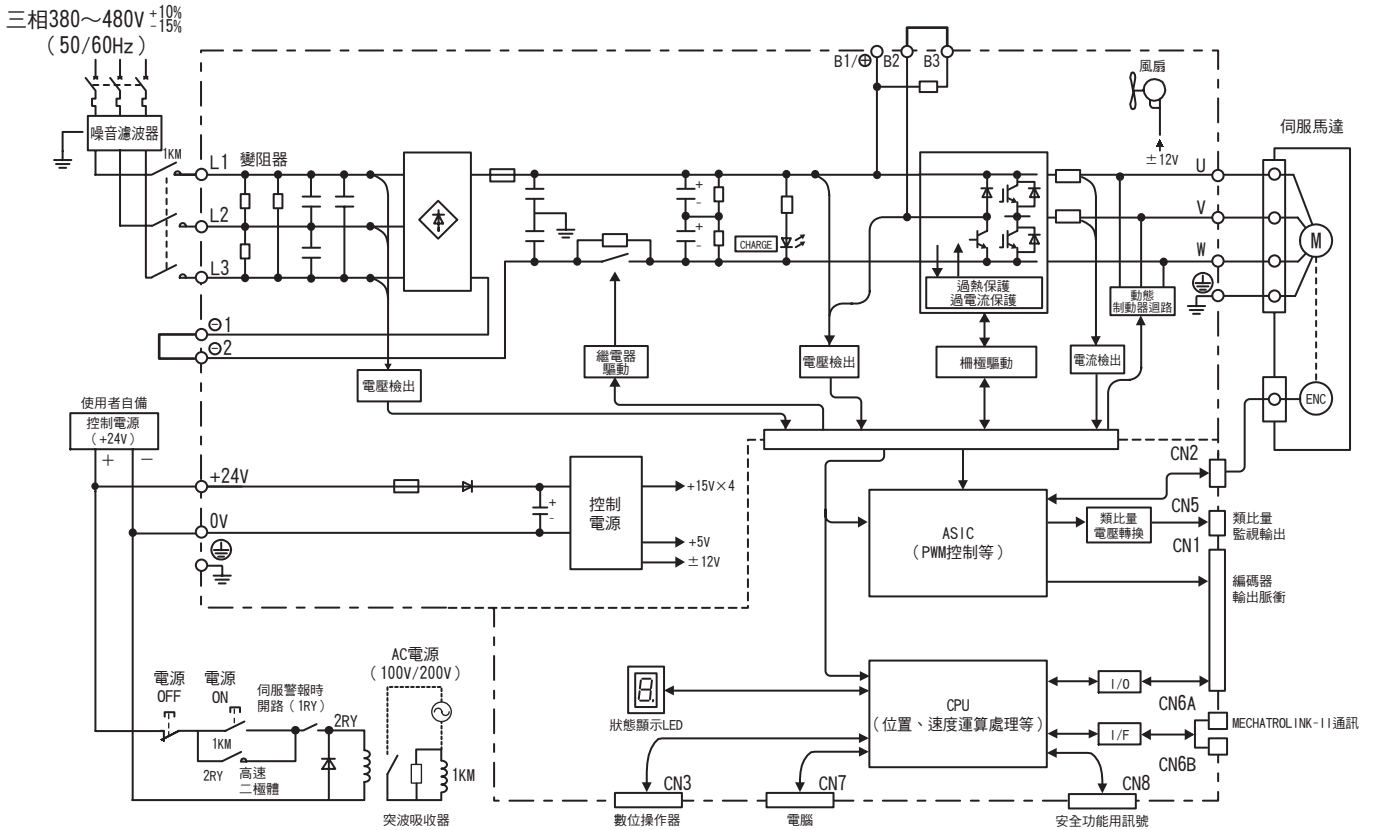 三相380～480V +10% -15%
（50/60Hz）
噪音濾波器
1KM
L1
變阻器
L2
L3
⊖1
⊖2
B1/⊕
B2
B3
風扇
±12V
伺服馬達
U
V
W
M
ENC
+
-
+
-
CHARGE
過熱保護
過電流保護
動態
制動器迴路
電壓檢出
繼電器
驅動
電壓檢出
柵極驅動
電流檢出
使用者自備
控制電源
（+24V）
＋
－
+24V
0V
+
-
控制
電源
+15V×4
+5V
±12V
ASIC
（PWM控制等）
類比量
電壓轉換
CN2
CN5
類比量
監視輸出
CN1
編碼器
輸出脈衝
CPU
（位置、速度運算處理等）
I/O
I/F
CN6A
MECHATROLINK-II通訊
CN6B
8.
狀態顯示LED
CN3
數位操作器
CN7
電腦
CN8
安全功能用訊號
電源
OFF
電源
ON
伺服警報時
開路（1RY）
2RY
1KM
2RY
高速
二極體
AC電源
（100V/200V）
1KM
突波吸收器